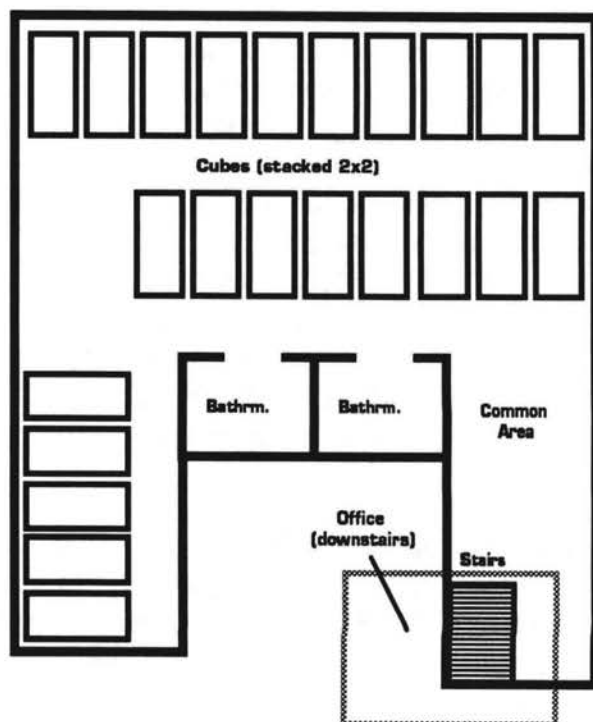 Cubes (stacked 2x2)
Bathrm.
Bathrm.
Common
Area
Office
(downstairs)
Stairs